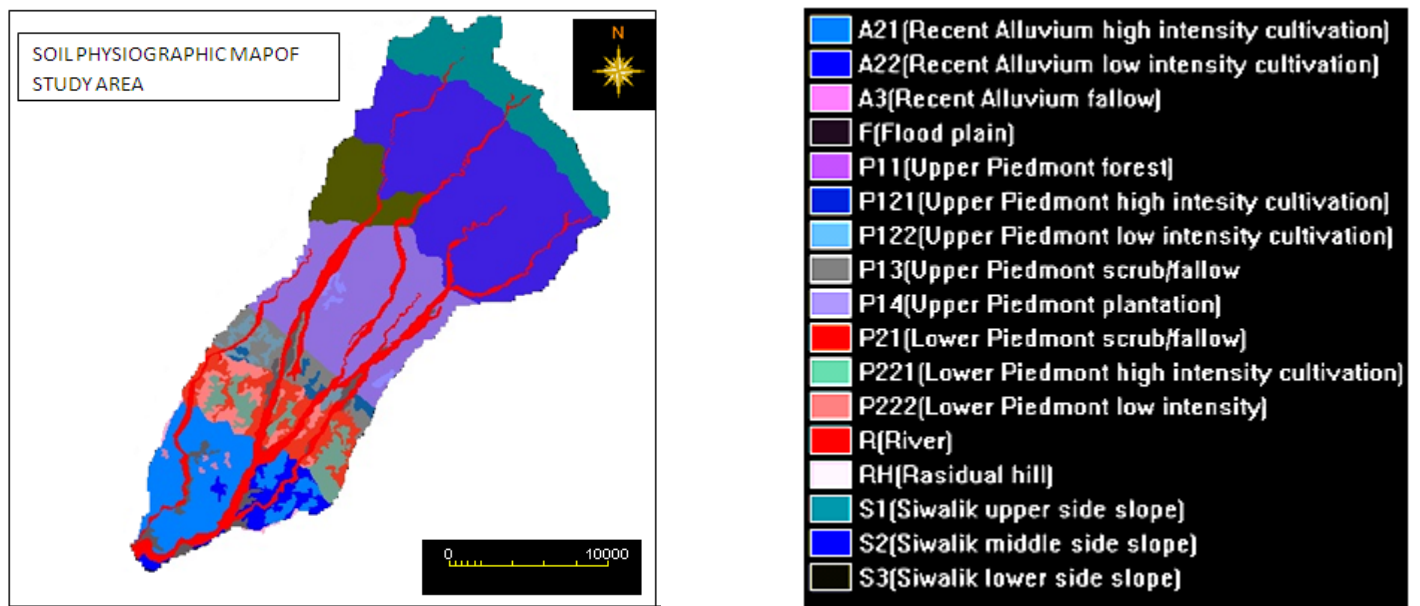 SOIL PHYSIOGRAPHIC MAPOF
STUDY AREA
N
0 10000
A21(Recent Alluvium high intensity cultivation)
A22(Recent Alluvium low intensity cultivation)
A3(Recent Alluvium fallow)
F(Flood plain)
P11(Upper Piedmont forest)
P121(Upper Piedmont high intesity cultivation)
P122(Upper Piedmont low intensity cultivation)
P13(Upper Piedmont scrub/fallow
P14(Upper Piedmont plantation)
P21(Lower Piedmont scrub/fallow)
P221(Lower Piedmont high intensity cultivation)
P222(Lower Piedmont low intensity)
R(River)
RH(Rasidual hill)
S1(Siwalik upper side slope)
S2(Siwalik middle side slope)
S3(Siwalik lower side slope)